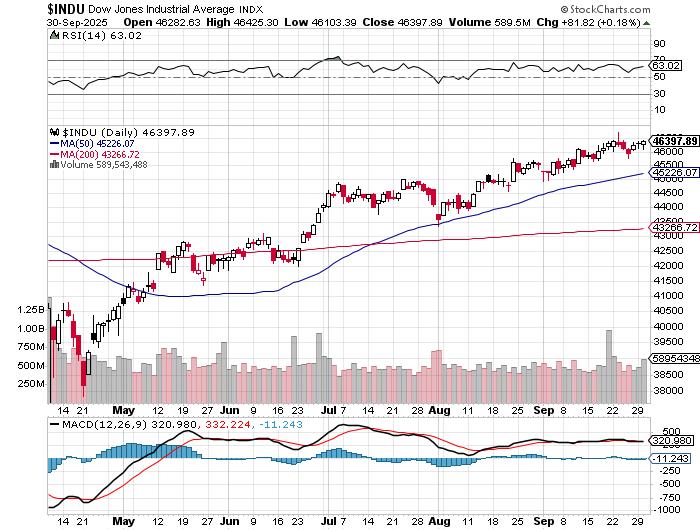 $INDU Dow Jones Industrial Average INDX © StockCharts.com
30-Sep-2025 Open 46282.63 High 46425.30 Low 46103.39 Close 46397.89 Volume 589.5M Chg +81.82 (+0.18%)
RSI(14) 63.02
90
70
63.02
50
30
10
$INDU (Daily) 46397.89
MA(50) 45226.07
MA(200) 43266.72
Volume 589,543,488
46397.89
46000
45500
45226.07
44500
44000
43500
43266.72
43000
42500
42000
41500
41000
40500
40000
39500
39000
38500
38000
1.25B
1.00B
750M
500M
250M
58954348
14 21 May 12 19 27 Jun 9 16 23 Jul 7 14 21 28 Aug 11 18 25 Sep 8 15 22 29
MACD(12,26,9) 320.980, 332.224, -11.243
500
320.980
-11.243
-250
-500
-750
-1000
14 21 May 12 19 27 Jun 9 16 23 Jul 7 14 21 28 Aug 11 18 25 Sep 8 15 22 29